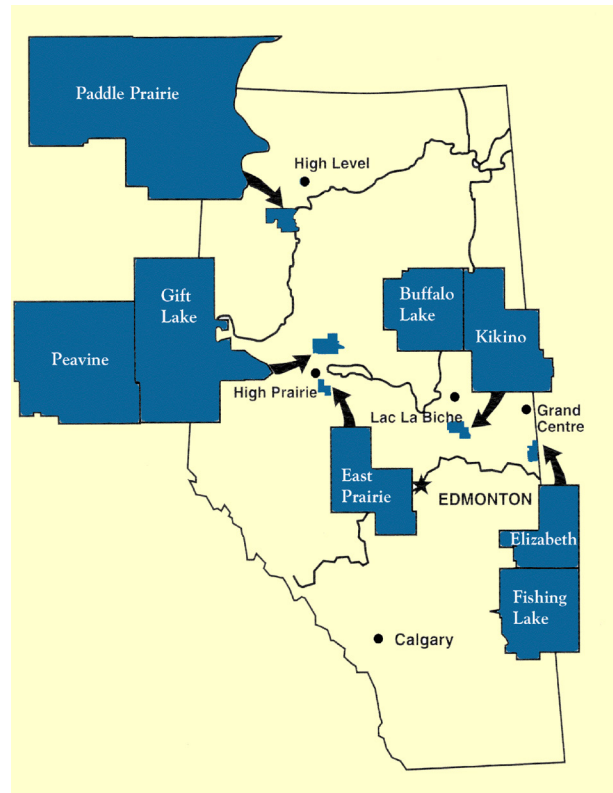 Paddle Prairie
High Level
Gift
Lake
Buffalo
Lake
Kikino
Peavine
High Prairie
Lac La Biche
Grand
Centre
East
Prairie
EDMONTON
Elizabeth
Fishing
Lake
Calgary